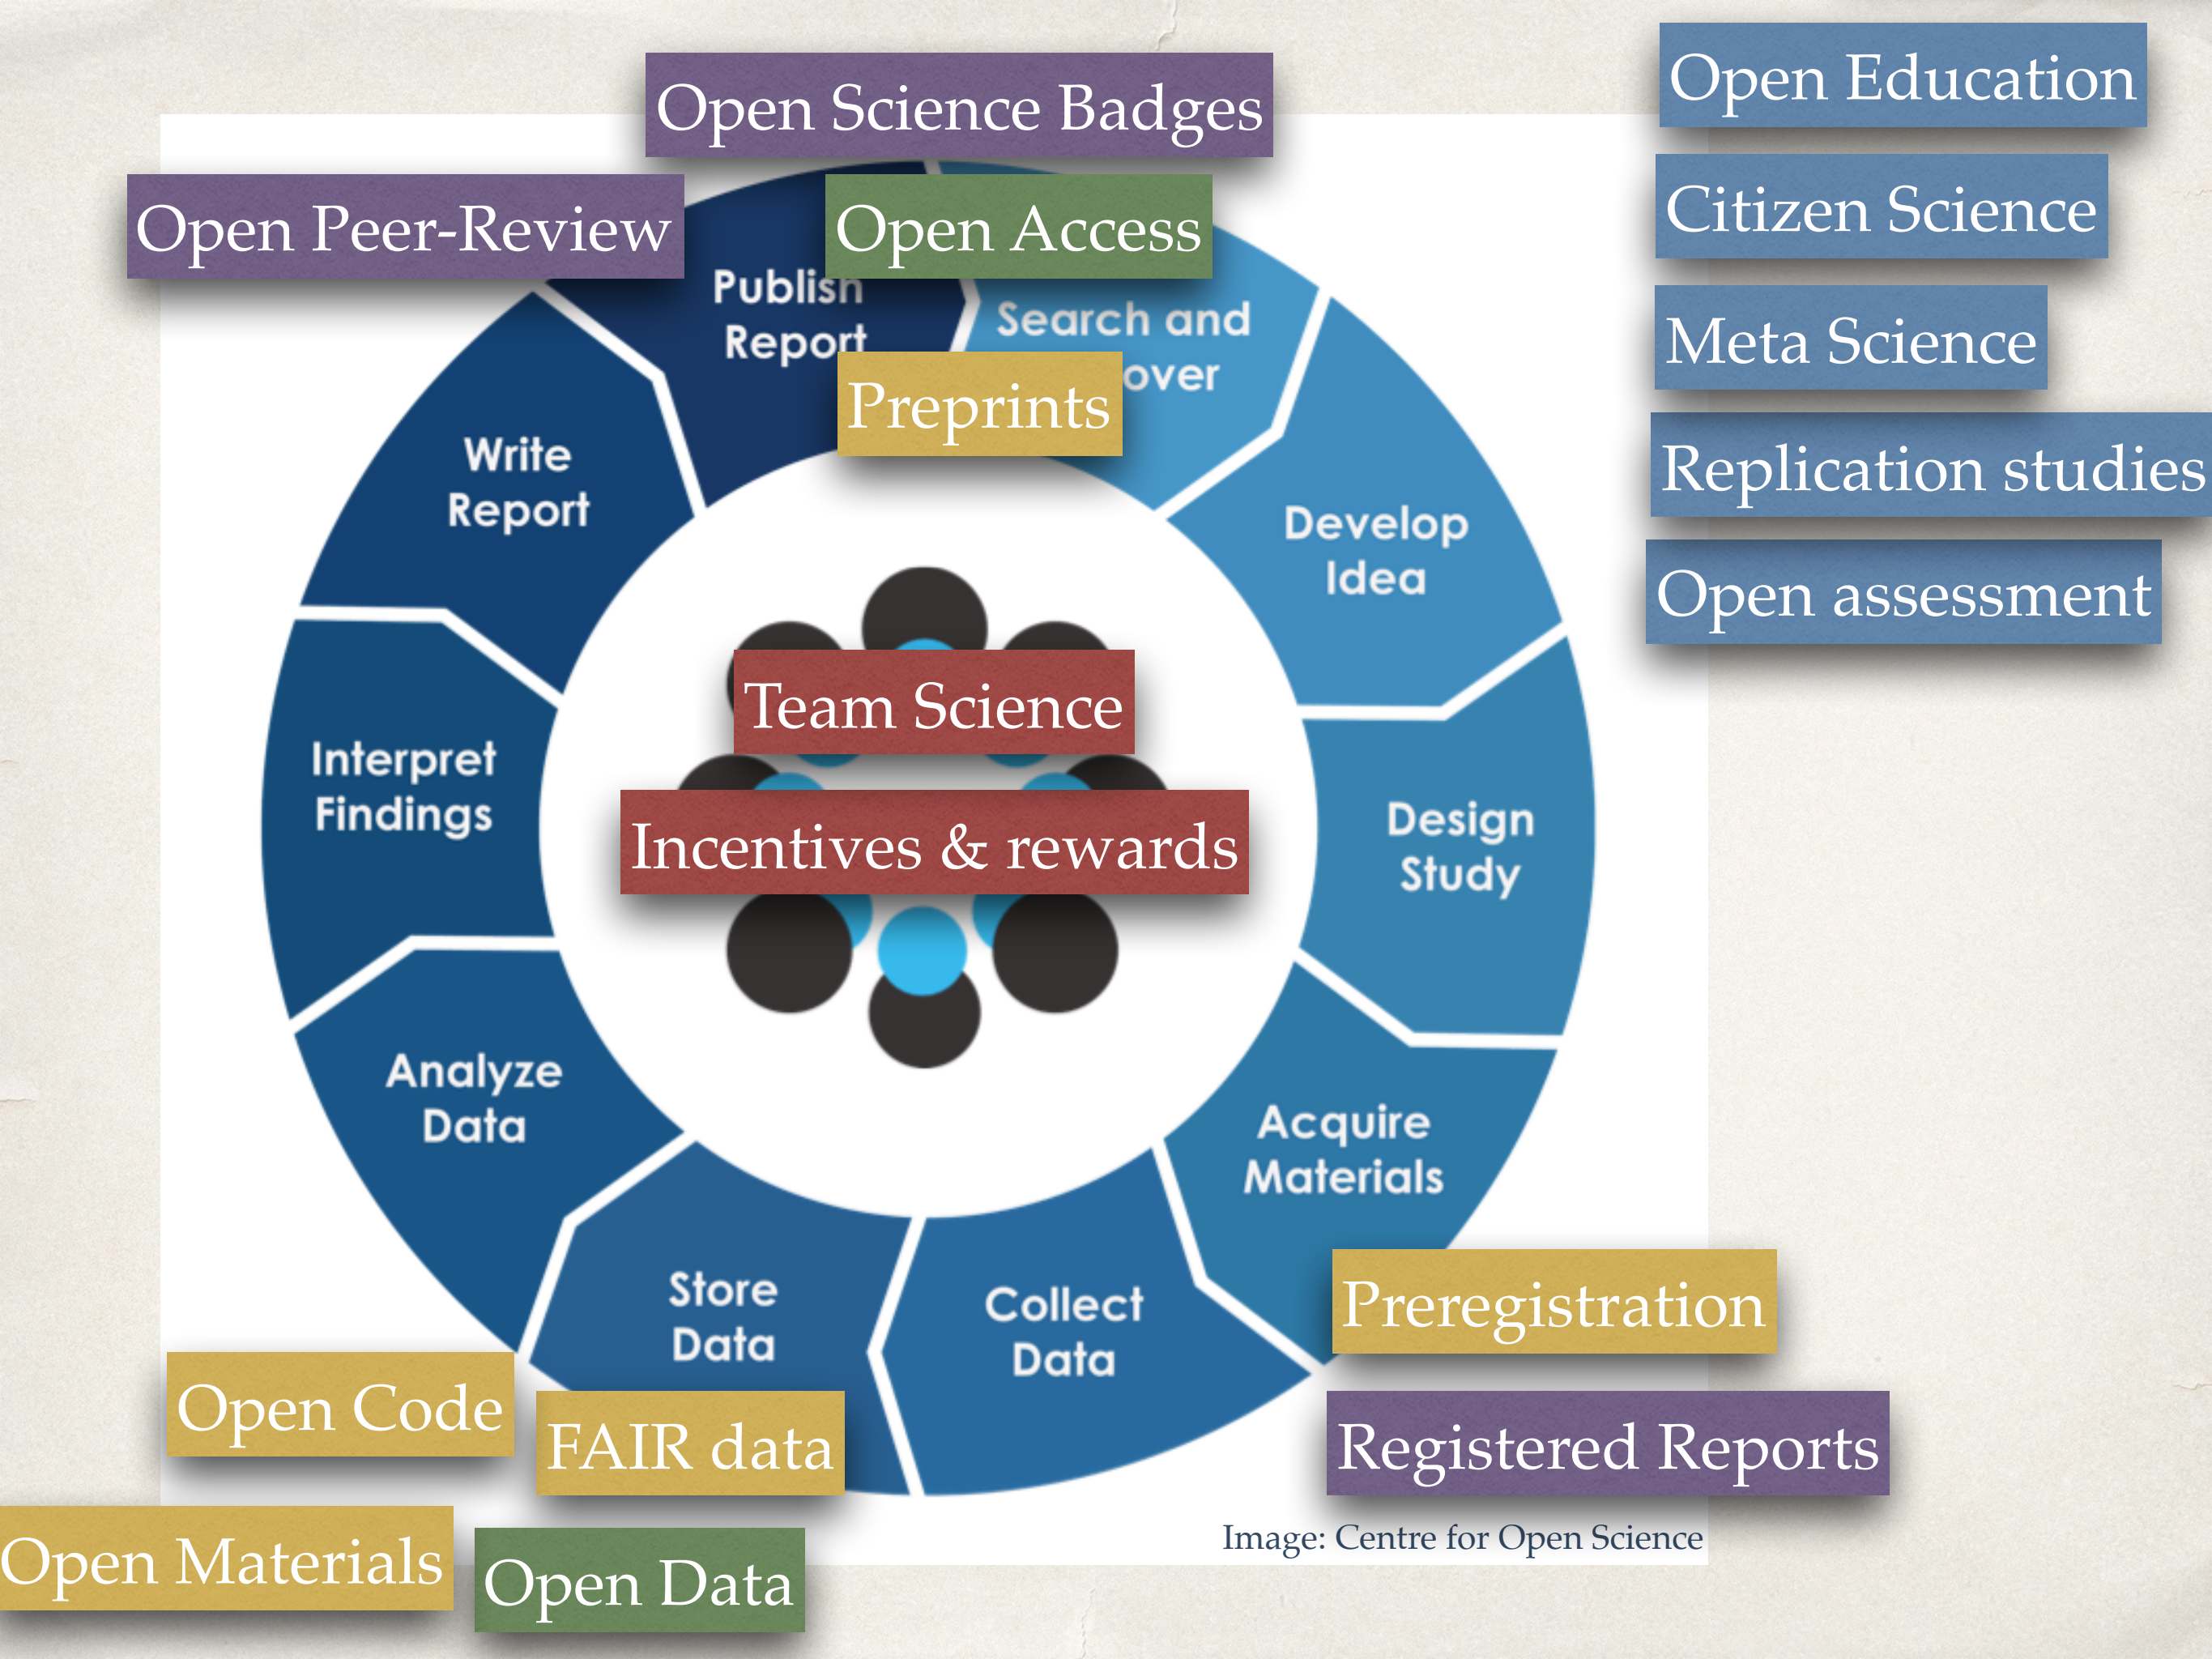 Open Science Badges
Open Education
Open Peer-Review
Open Access
Citizen Science
Publish
Report
Search and
over
Preprints
Meta Science
Replication studies
Open assessment
Write
Report
Develop
Idea
Team Science
Incentives & rewards
Interpret
Findings
Design
Study
Analyze
Data
Acquire
Materials
Store
Data
Collect
Data
Preregistration
Open Code
FAIR data
Registered Reports
Open Materials
Open Data
Image: Centre for Open Science